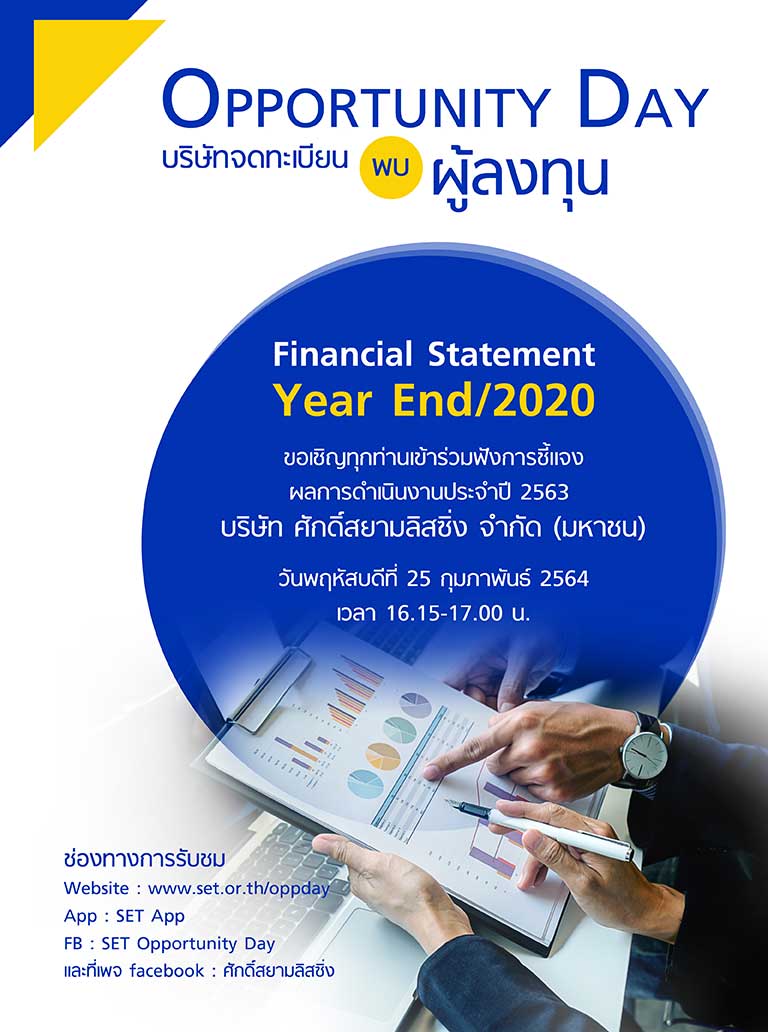 OPPORTUNITY DAY
บริษัทจดทะเบียน พบ ผู้ลงทุน
Financial Statement
Year End/2020
ขอเชิญทุกท่านเข้าร่วมฟังการชี้แจง
ผลการดำเนินงานประจำปี 2563
บริษัท ศักดิ์สยามลิสซิ่ง จำกัด (มหาชน)
วันพฤหัสบดีที่ 25 กุมภาพันธ์ 2564
เวลา 16.15-17.00 น.
ช่องทางการรับชม
Website : www.set.or.th/oppday
App : SET App
FB : SET Opportunity Day
และที่เพจ facebook : ศักดิ์สยามลิสซิ่ง